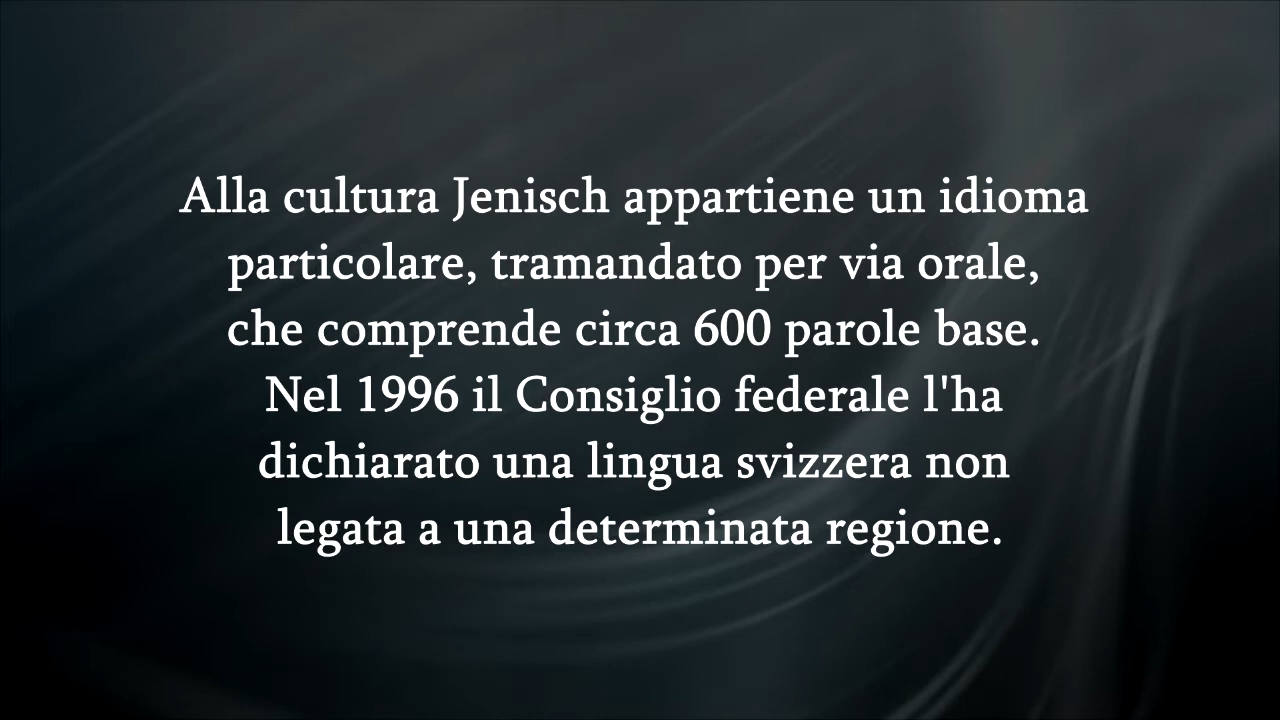 Alla cultura Jenisch appartiene un idioma
particolare, tramandato per via orale,
che comprende circa 600 parole base.
Nel 1996 il Consiglio federale l'ha
dichiarato una lingua svizzera non
legata a una determinata regione.